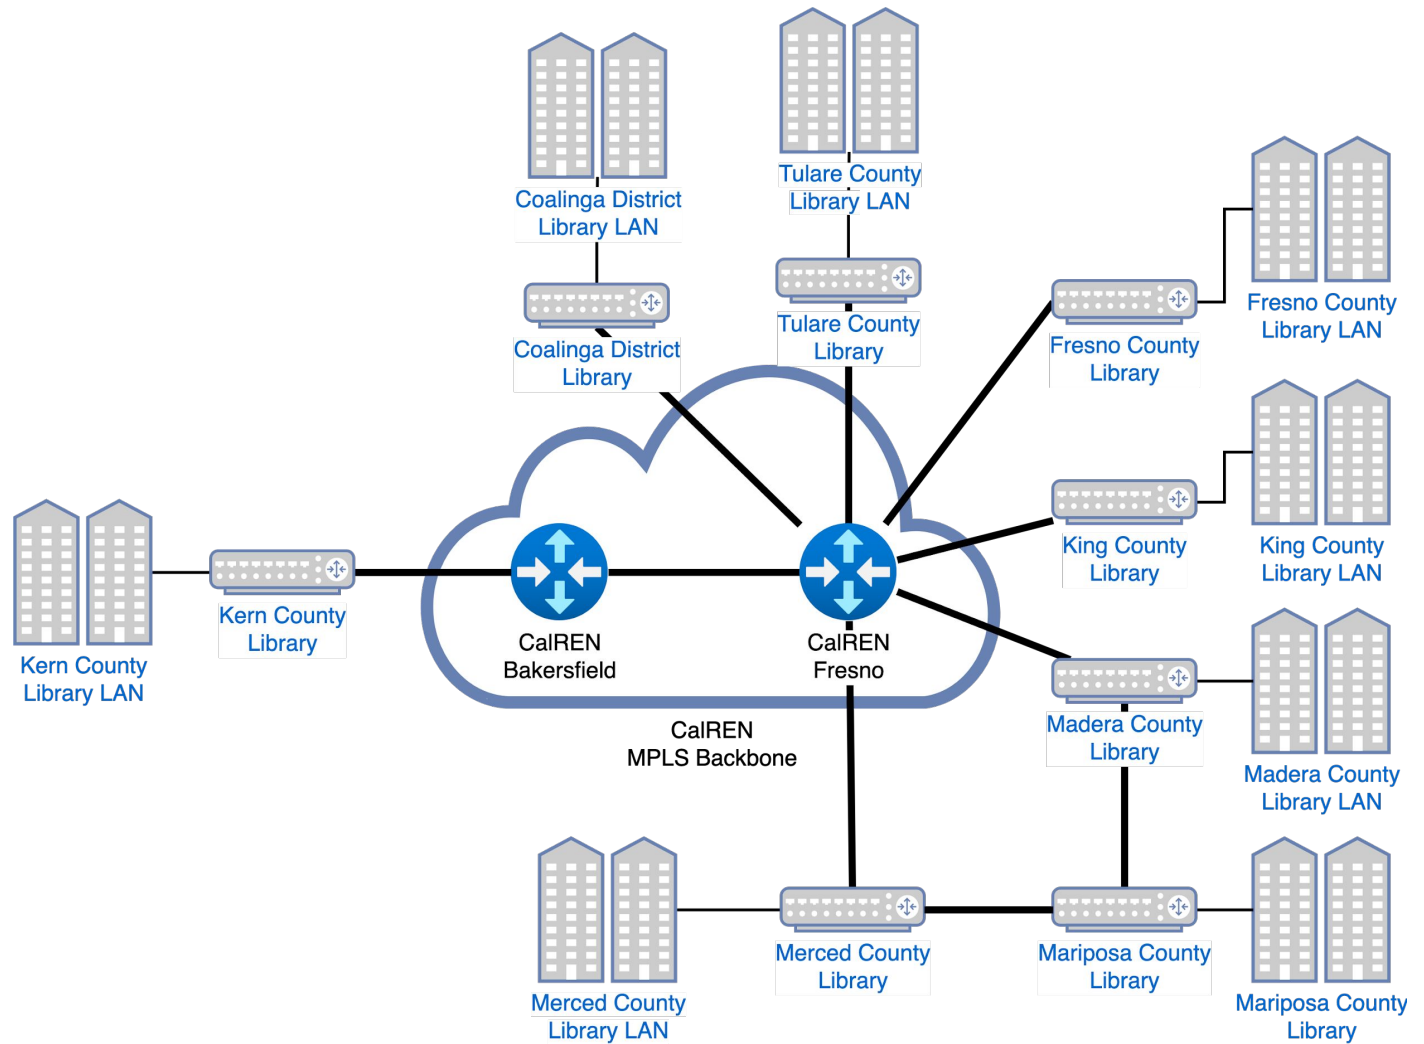 Tulare County
Library LAN
Coalinga District
Library LAN
Tulare County
Library
Coalinga District
Library
Fresno County
Library LAN
Fresno County
Library
King County
Library
King County
Library LAN
Kern County
Library
Kern County
Library LAN
CalREN
Bakersfield
CalREN
Fresno
CalREN
MPLS Backbone
Madera County
Library
Madera County
Library LAN
Merced County
Library
Mariposa County
Library
Merced County
Library LAN
Mariposa County
Library